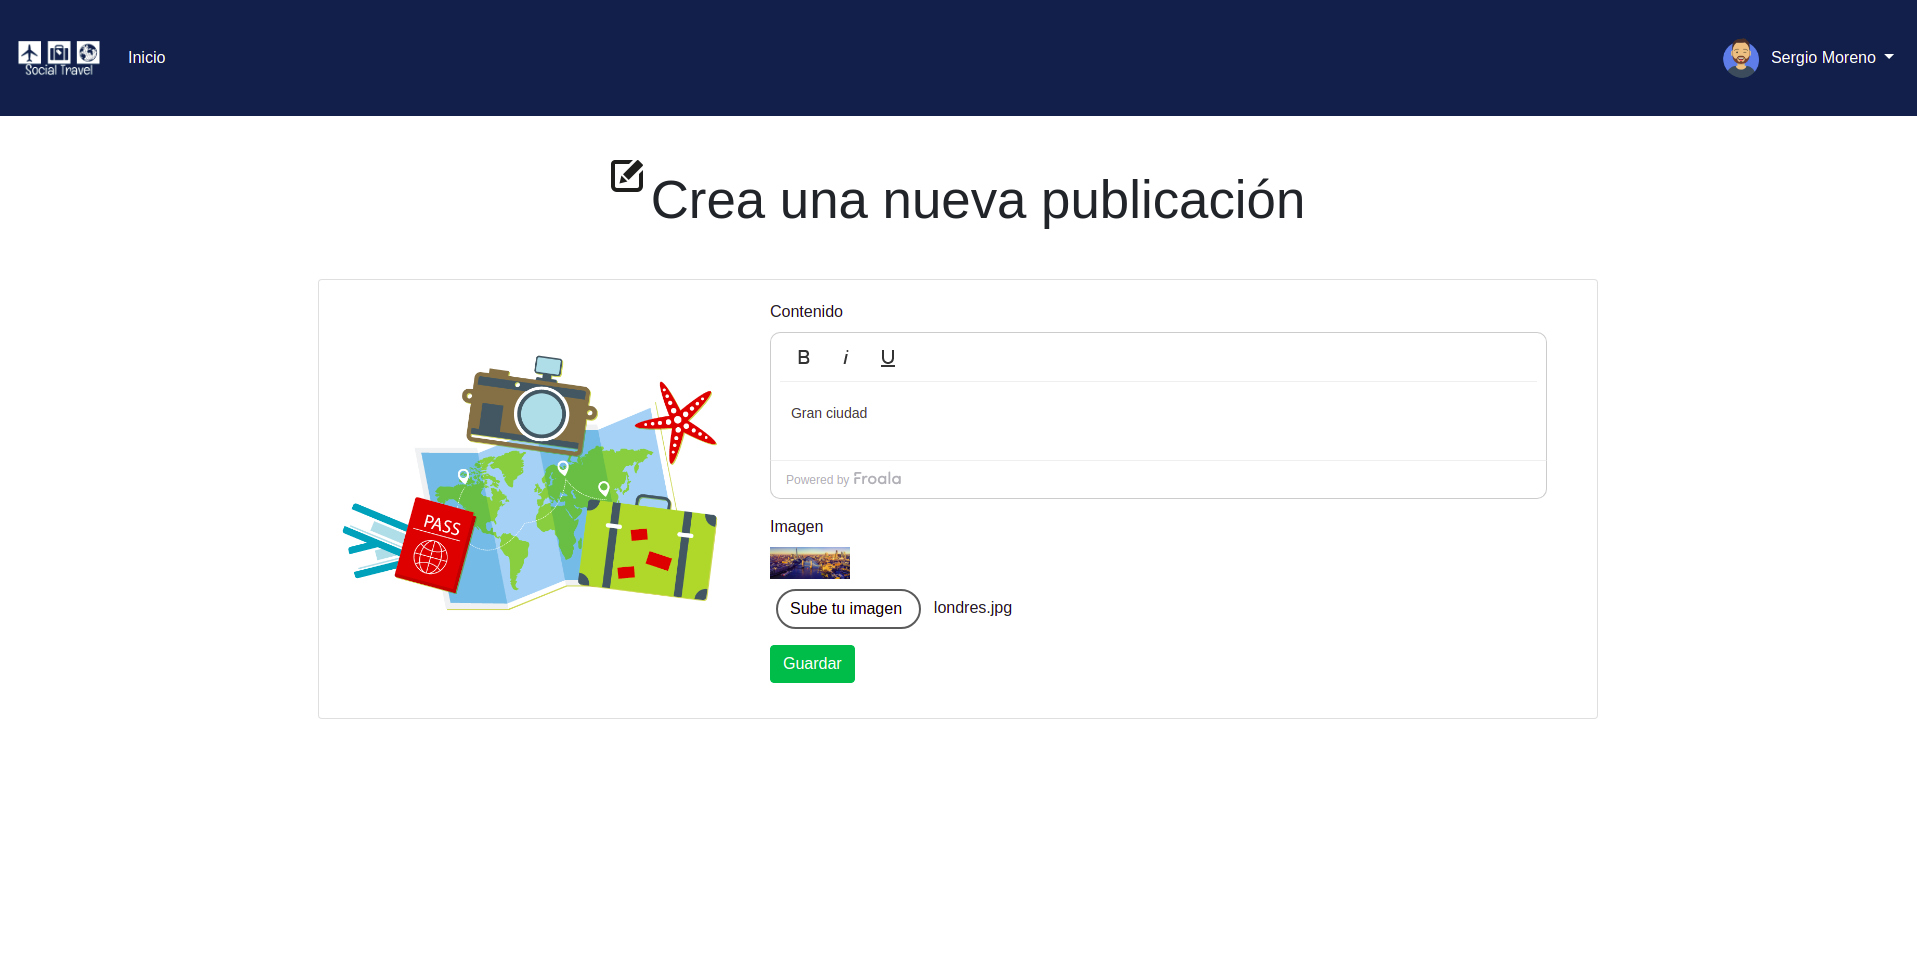 Social Travel
Inicio
Sergio Moreno
Crea una nueva publicación
Contenido
B i U
Gran ciudad
Powered by Froala
PASS
Imagen
Sube tu imagen
londres.jpg
Guardar